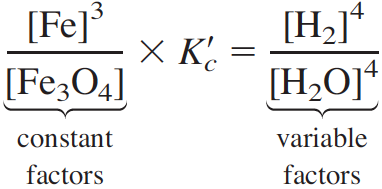 [Fe]³ / [Fe₃O₄] × K′c = [H₂]⁴ / [H₂O]⁴
constant variable
factors factors